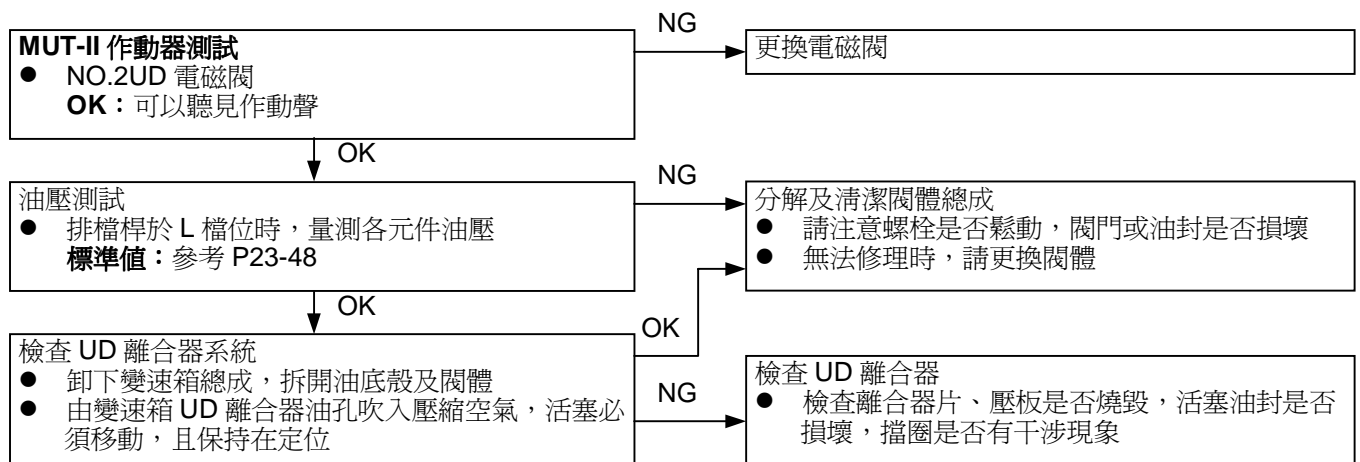 MUT-II 作動器測試
● NO.2UD 電磁閥
OK：可以聽見作動聲
NG
更換電磁閥
OK
油壓測試
● 排檔桿於 L 檔位時，量測各元件油壓
標準值：參考 P23-48
NG
分解及清潔閥體總成
● 請注意螺栓是否鬆動，閥門或油封是否損壞
● 無法修理時，請更換閥體
OK
檢查 UD 離合器系統
● 卸下變速箱總成，拆開油底殼及閥體
● 由變速箱 UD 離合器油孔吹入壓縮空氣，活塞必
須移動，且保持在定位
OK
NG
檢查 UD 離合器
● 檢查離合器片、壓板是否燒毀，活塞油封是否
損壞，擋圈是否有干涉現象